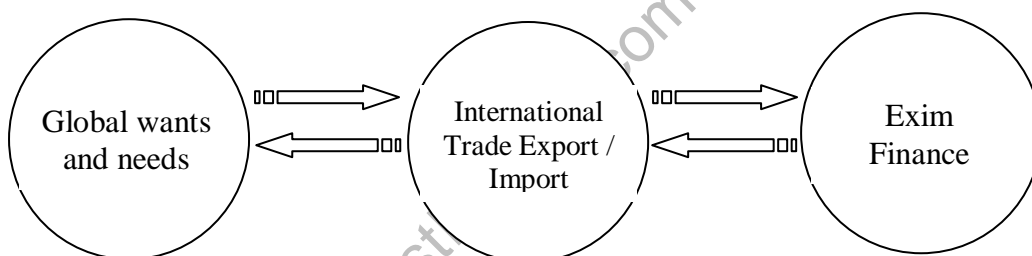 Global wants
and needs
International
Trade Export /
Import
Exim
Finance